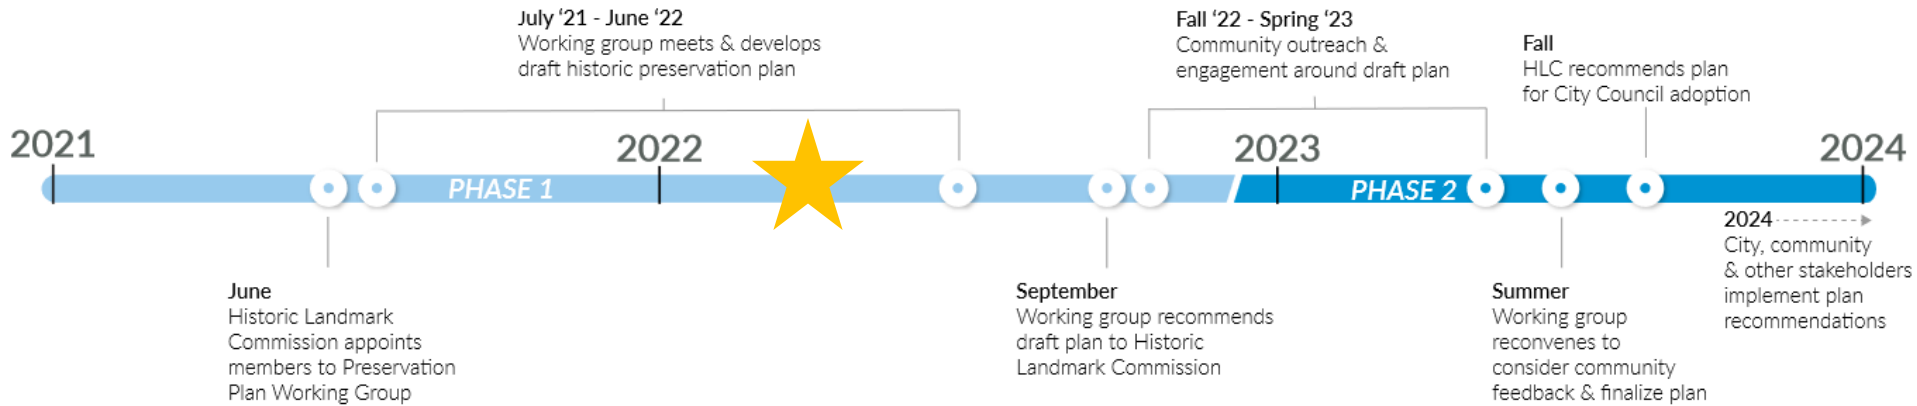 July ‘21 - June ‘22
Working group meets & develops
draft historic preservation plan
Fall ‘22 - Spring ‘23
Community outreach &
engagement around draft plan
Fall
HLC recommends plan
for City Council adoption
2021
2022
2023
2024
PHASE 1
PHASE 2
June
Historic Landmark
Commission appoints
members to Preservation
Plan Working Group
September
Working group recommends
draft plan to Historic
Landmark Commission
Summer
Working group
reconvenes to
consider community
feedback & finalize plan
2024
City, community
& other stakeholders
implement plan
recommendations